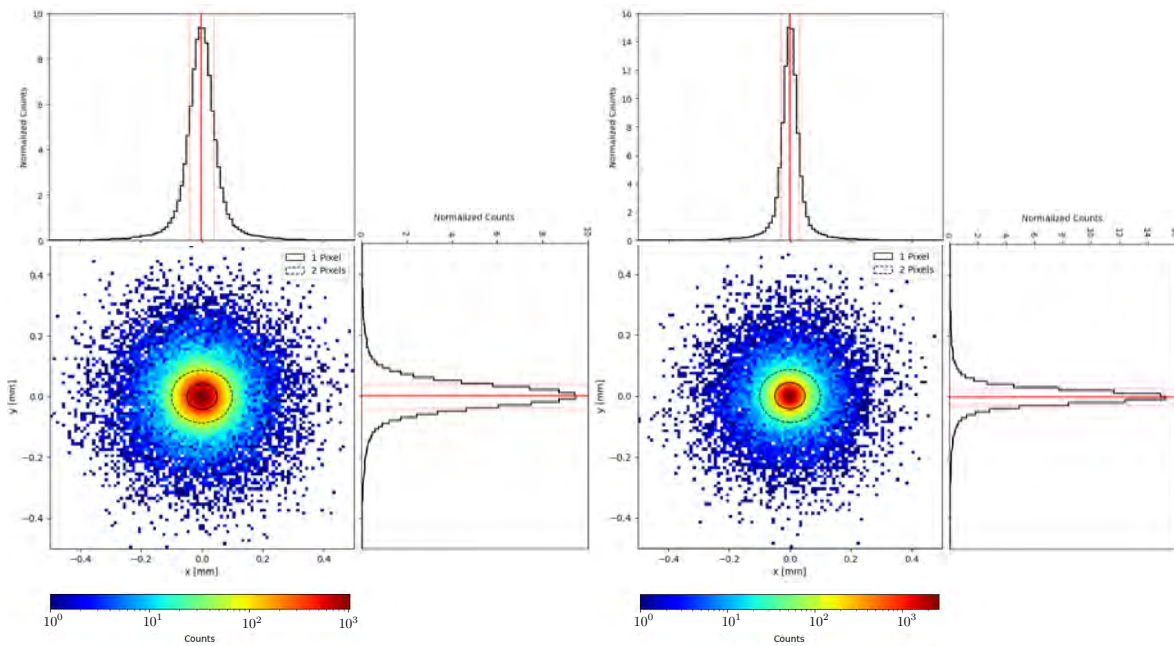 10
8
6
4
2
0
Normalized Counts
Normalized Counts
0 2 4 6 8 10
0.4
0.2
0.0
−0.2
−0.4
y [mm]
1 Pixel
2 Pixels
−0.4 −0.2 0.0 0.2 0.4
x [mm]
10^0 10^1 10^2 10^3
Counts
16
14
12
10
8
6
4
2
0
Normalized Counts
Normalized Counts
0 2 4 6 8 10 12 14
0.4
0.2
0.0
−0.2
−0.4
y [mm]
1 Pixel
2 Pixels
−0.4 −0.2 0.0 0.2 0.4
x [mm]
10^0 10^1 10^2 10^3
Counts